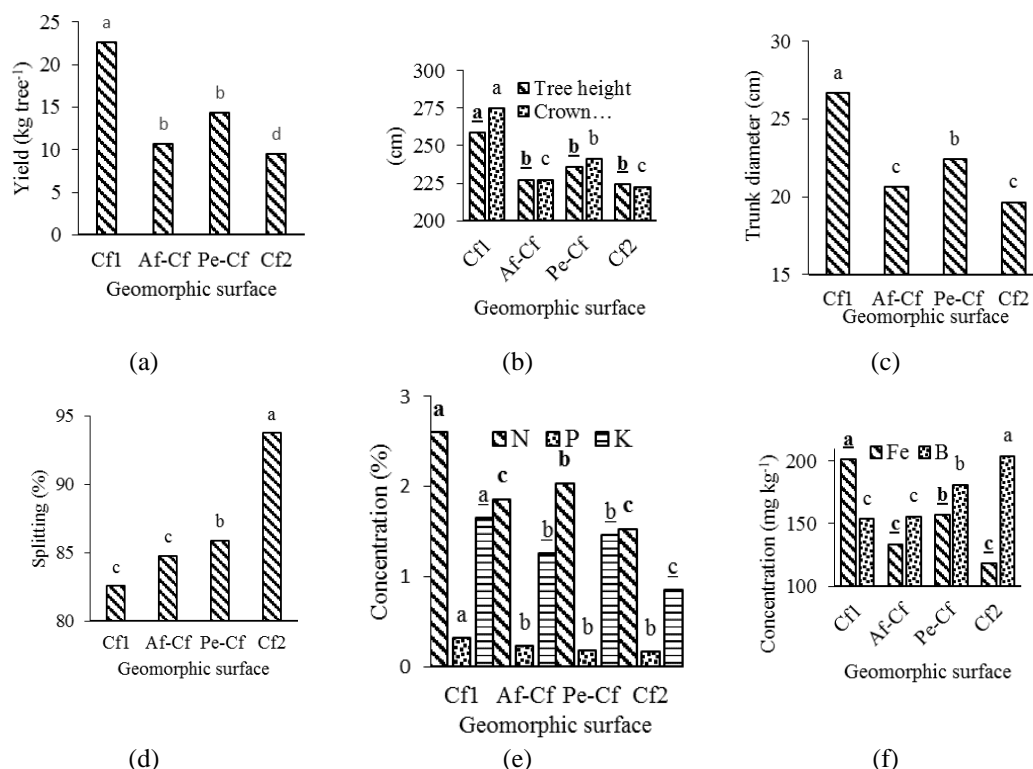 Yield (kg tree⁻¹)
25
20
15
10
5
0
a
b
b
d
Cf1 Af-Cf Pe-Cf Cf2
Geomorphic surface
(a)
(cm)
300
275
250
225
200
Tree height
Crown…
a a
b c
b b
b c
Cf1 Af-Cf Pe-Cf Cf2
Geomorphic surface
(b)
Trunk diameter (cm)
30
25
20
15
a
c
b
c
Cf1 Af-Cf Pe-Cf Cf2
Geomorphic surface
(c)
Splitting (%)
95
90
85
80
c
c
b
a
Cf1 Af-Cf Pe-Cf Cf2
Geomorphic surface
(d)
Concentration (%)
3
2
1
0
N P K
a a a
c b b
b b b
c b c
Cf1 Af-Cf Pe-Cf Cf2
Geomorphic surface
(e)
Concentration (mg kg⁻¹)
200
150
100
Fe B
a c
c c
b b
c a
Cf1 Af-Cf Pe-Cf Cf2
Geomorphic surface
(f)